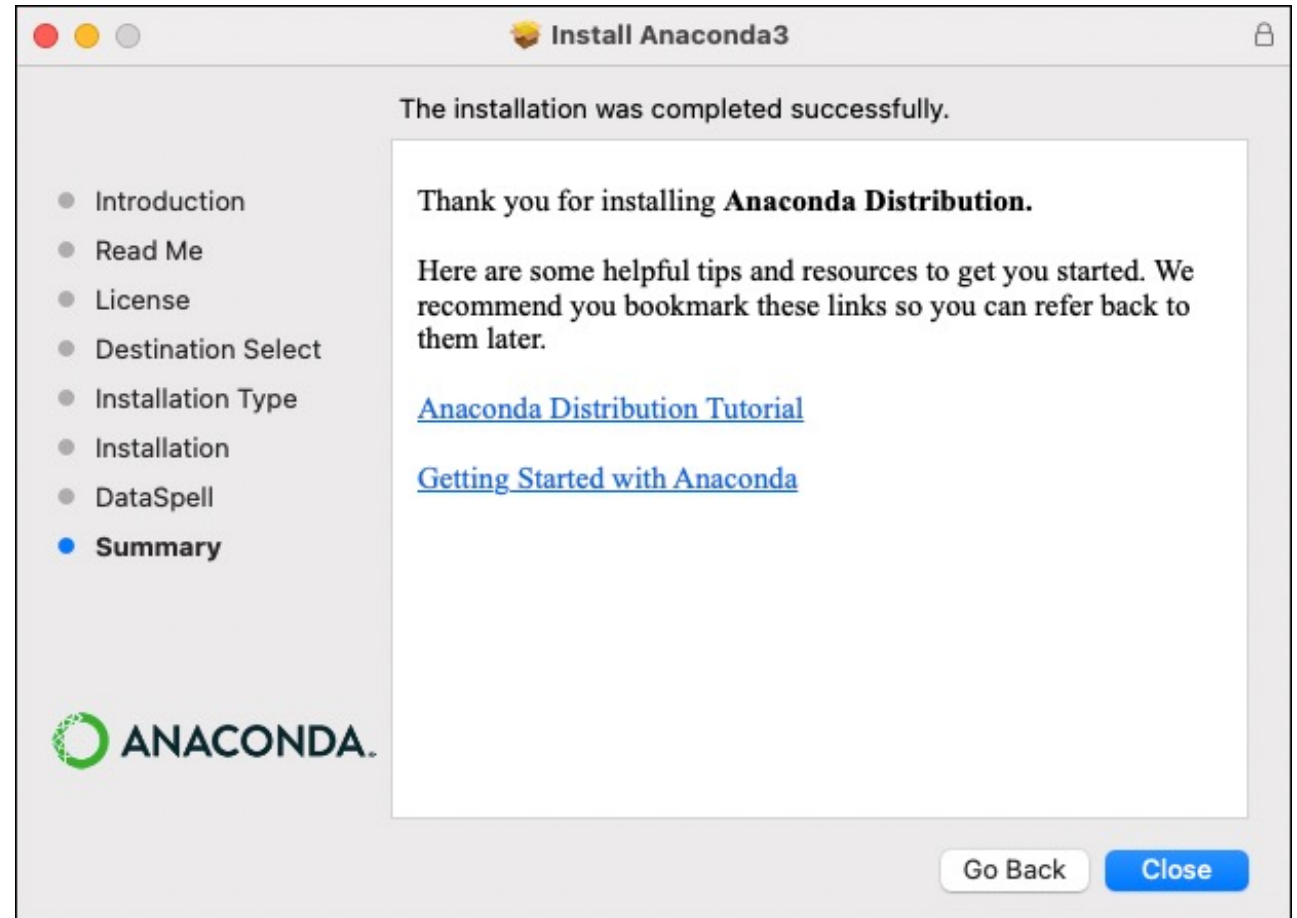 Install Anaconda3
The installation was completed successfully.
Introduction
Read Me
License
Destination Select
Installation Type
Installation
DataSpell
Summary
ANACONDA.
Thank you for installing Anaconda Distribution.
Here are some helpful tips and resources to get you started. We
recommend you bookmark these links so you can refer back to
them later.
Anaconda Distribution Tutorial
Getting Started with Anaconda
Go Back
Close